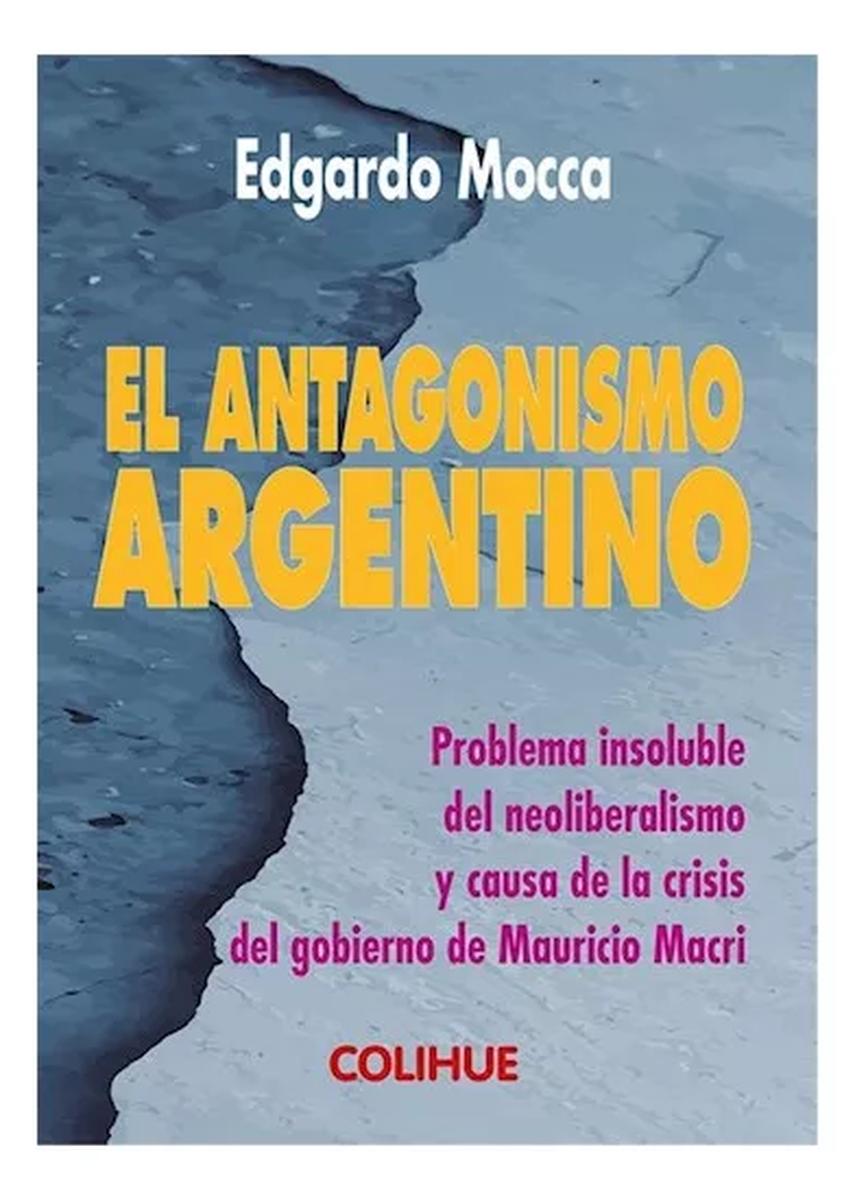 Edgardo Mocca
EL ANTAGONISMO
ARGENTINO
Problema insoluble
del neoliberalismo
y causa de la crisis
del gobierno de Mauricio Macri
COLIHUE